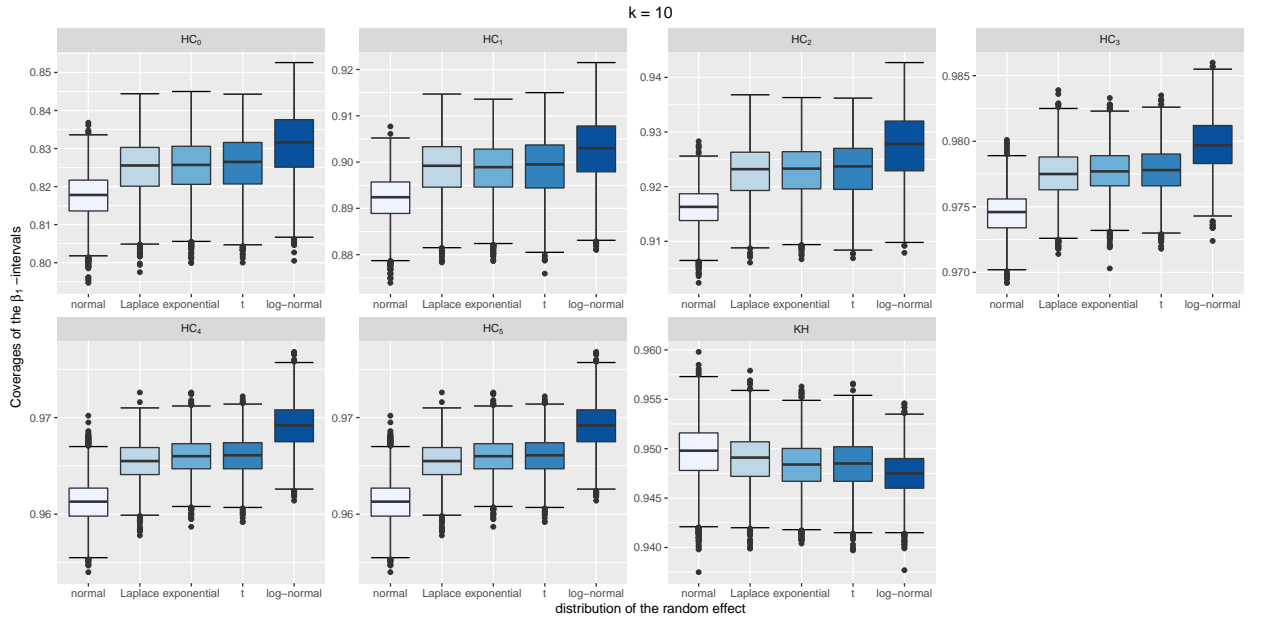 k = 10
Coverages of the β₁ −intervals
HC₀
0.85
0.84
0.83
0.82
0.81
0.80
normal Laplace exponential t log−normal
HC₁
0.92
0.91
0.90
0.89
0.88
normal Laplace exponential t log−normal
HC₂
0.94
0.93
0.92
0.91
normal Laplace exponential t log−normal
HC₃
0.985
0.980
0.975
0.970
normal Laplace exponential t log−normal
HC₄
0.97
0.96
normal Laplace exponential t log−normal
HC₅
0.97
0.96
normal Laplace exponential t log−normal
KH
0.960
0.955
0.950
0.945
0.940
normal Laplace exponential t log−normal
distribution of the random effect